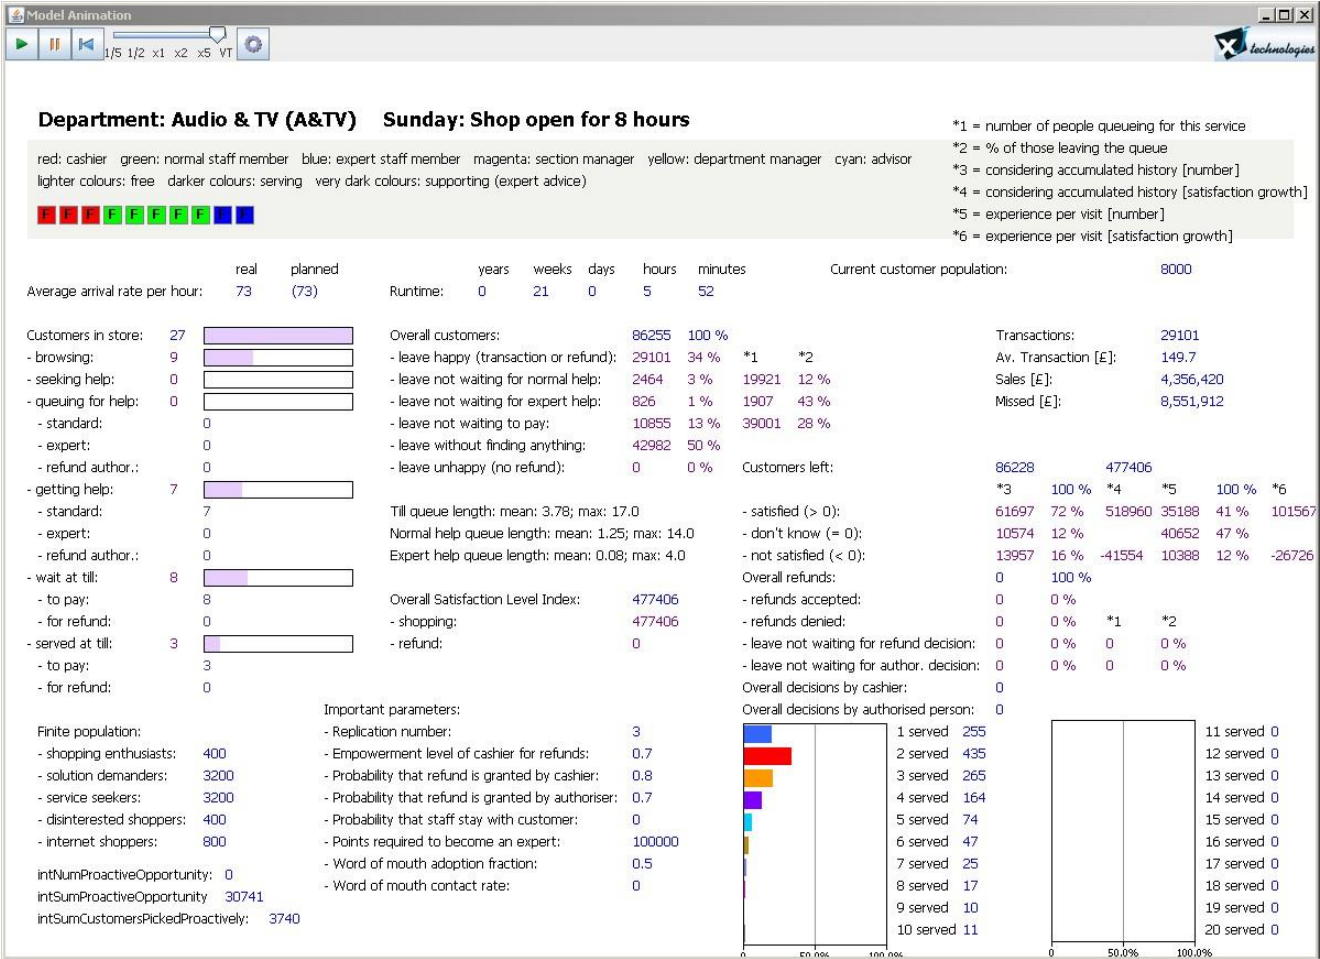 Model Animation
1/5 1/2 x1 x2 x5 VT
technologies
Department: Audio & TV (A&TV) Sunday: Shop open for 8 hours
*1 = number of people queueing for this service
*2 = % of those leaving the queue
red: cashier green: normal staff member blue: expert staff member magenta: section manager yellow: department manager cyan: advisor
*3 = considering accumulated history [number]
lighter colours: free darker colours: serving very dark colours: supporting (expert advice)
*4 = considering accumulated history [satisfaction growth]
F F F F F F F F F F
*5 = experience per visit [number]
*6 = experience per visit [satisfaction growth]
real planned years weeks days hours minutes Current customer population: 8000
Average arrival rate per hour: 73 (73) Runtime: 0 21 0 5 52
Customers in store: 27 Overall customers: 86255 100 % Transactions: 29101
- browsing: 9 - leave happy (transaction or refund): 29101 34 % *1 *2 Av. Transaction [£]: 149.7
- seeking help: 0 - leave not waiting for normal help: 2464 3 % 19921 12 % Sales [£]: 4,356,420
- queuing for help: 0 - leave not waiting for expert help: 826 1 % 1907 43 % Missed [£]: 8,551,912
- standard: 0 - leave not waiting to pay: 10855 13 % 39001 28 %
- expert: 0 - leave without finding anything: 42982 50 %
- refund author.: 0 - leave unhappy (no refund): 0 0 % Customers left: 86228 477406
- getting help: 7 *3 100 % *4 *5 100 % *6
- standard: 7 Till queue length: mean: 3.78; max: 17.0 - satisfied (> 0): 61697 72 % 518960 35188 41 % 101567
- expert: 0 Normal help queue length: mean: 1.25; max: 14.0 - don't know (= 0): 10574 12 % 40652 47 %
- refund author.: 0 Expert help queue length: mean: 0.08; max: 4.0 - not satisfied (< 0): 13957 16 % -41554 10388 12 % -26726
- wait at till: 8 Overall refunds: 0 100 %
- to pay: 8 Overall Satisfaction Level Index: 477406 - refunds accepted: 0 0 %
- for refund: 0 - shopping: 477406 - refunds denied: 0 0 % *1 *2
- served at till: 3 - refund: 0 - leave not waiting for refund decision: 0 0 % 0 0 %
- to pay: 3 - leave not waiting for author. decision: 0 0 % 0 0 %
- for refund: 0 Overall decisions by cashier: 0
Important parameters: Overall decisions by authorised person: 0
Finite population: - Replication number: 3 1 served 255 11 served 0
- shopping enthusiasts: 400 - Empowerment level of cashier for refunds: 0.7 2 served 435 12 served 0
- solution demanders: 3200 - Probability that refund is granted by cashier: 0.8 3 served 265 13 served 0
- service seekers: 3200 - Probability that refund is granted by authoriser: 0.7 4 served 164 14 served 0
- disinterested shoppers: 400 - Probability that staff stay with customer: 0 5 served 74 15 served 0
- internet shoppers: 800 - Points required to become an expert: 100000 6 served 47 16 served 0
- Word of mouth adoption fraction: 0.5 7 served 25 17 served 0
intNumProactiveOpportunity: 0 - Word of mouth contact rate: 0 8 served 17 18 served 0
intSumProactiveOpportunity 30741 9 served 10 19 served 0
intSumCustomersPickedProactively: 3740 10 served 11 20 served 0
0 50.0% 100.0% 0 50.0% 100.0%